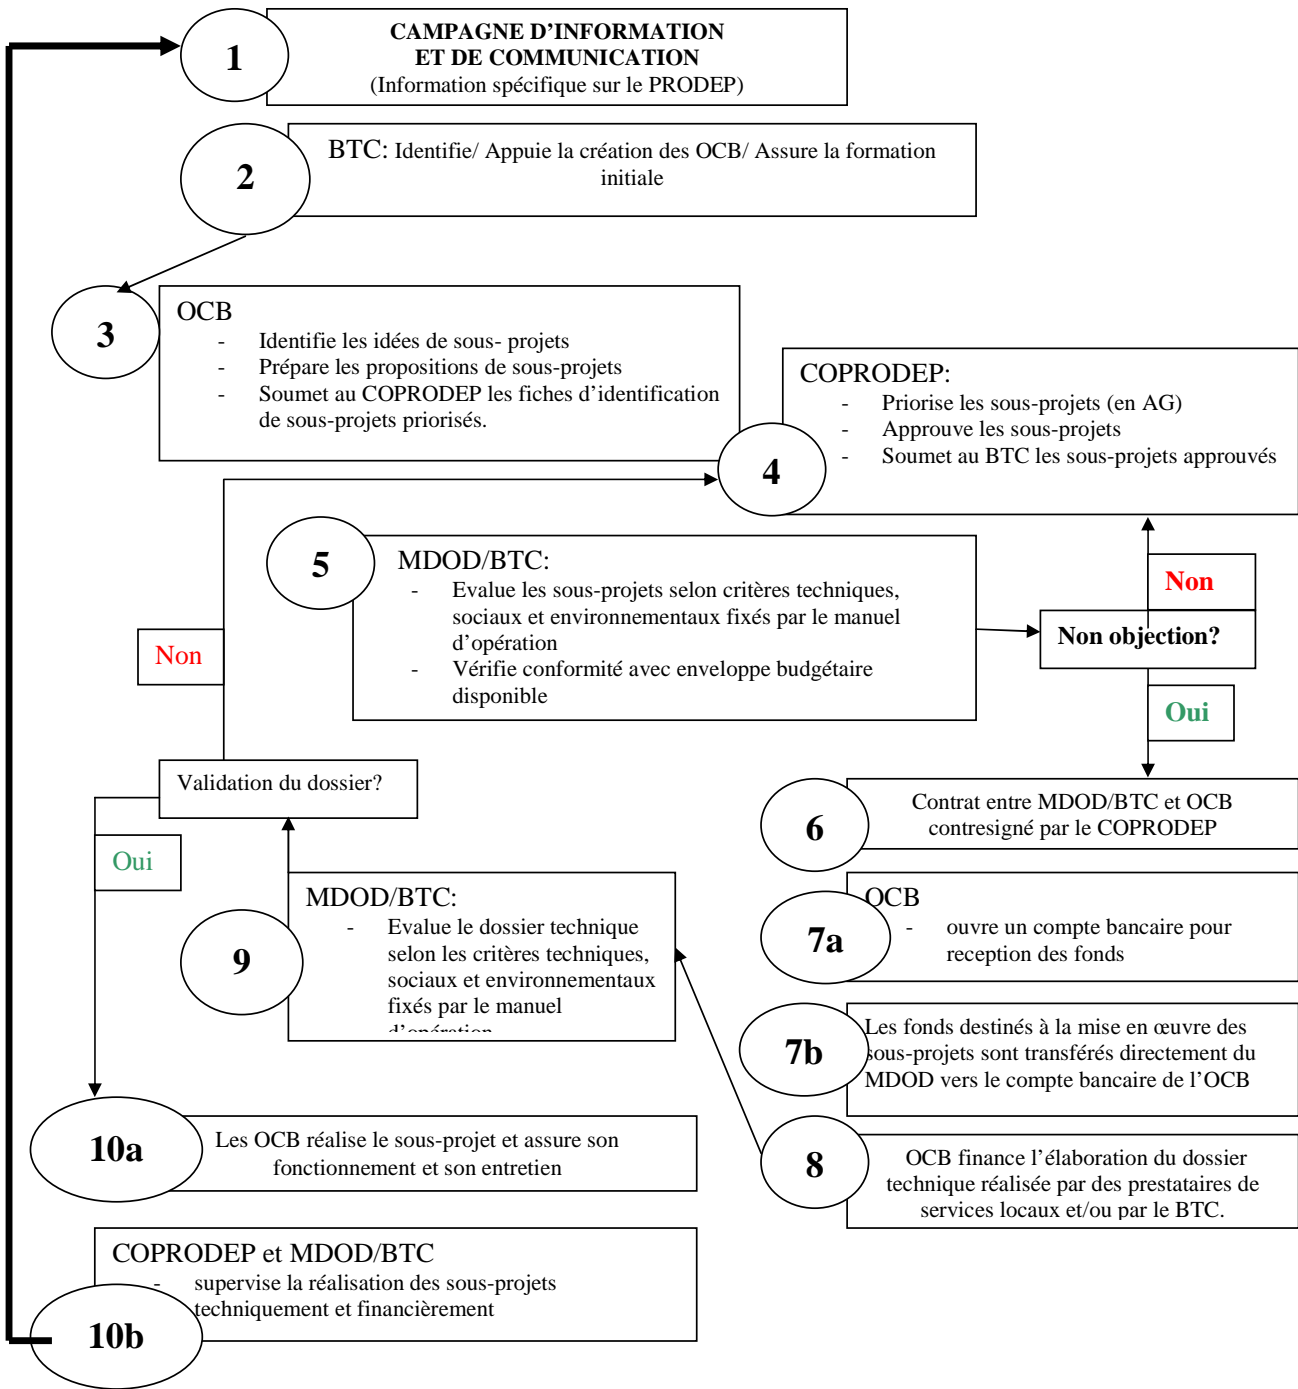 1
CAMPAGNE D’INFORMATION
ET DE COMMUNICATION
(Information spécifique sur le PRODEP)
2
BTC: Identifie/ Appuie la création des OCB/ Assure la formation
initiale
3
OCB
- Identifie les idées de sous- projets
- Prépare les propositions de sous-projets
- Soumet au COPRODEP les fiches d’identification
de sous-projets priorisés.
4
COPRODEP:
- Priorise les sous-projets (en AG)
- Approuve les sous-projets
- Soumet au BTC les sous-projets approuvés
5
MDOD/BTC:
- Evalue les sous-projets selon critères techniques,
sociaux et environnementaux fixés par le manuel
d’opération
- Vérifie conformité avec enveloppe budgétaire
disponible
Non
Non objection?
Oui
Non
Validation du dossier?
Oui
6
Contrat entre MDOD/BTC et OCB
contresigné par le COPRODEP
7a
OCB
- ouvre un compte bancaire pour
reception des fonds
7b
Les fonds destinés à la mise en œuvre des
sous-projets sont transférés directement du
MDOD vers le compte bancaire de l’OCB
8
OCB finance l’élaboration du dossier
technique réalisée par des prestataires de
services locaux et/ou par le BTC.
9
MDOD/BTC:
- Evalue le dossier technique
selon les critères techniques,
sociaux et environnementaux
fixés par le manuel
d’opération
10a
Les OCB réalise le sous-projet et assure son
fonctionnement et son entretien
10b
COPRODEP et MDOD/BTC
- supervise la réalisation des sous-projets
techniquement et financièrement